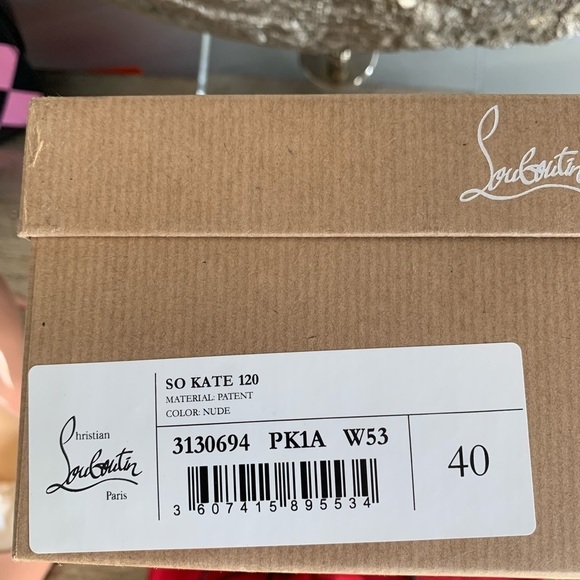 Louboutin
SO KATE 120
MATERIAL: PATENT
COLOR: NUDE
Christian
Louboutin
Paris
3130694 PK1A W53
40
3 607415 895534